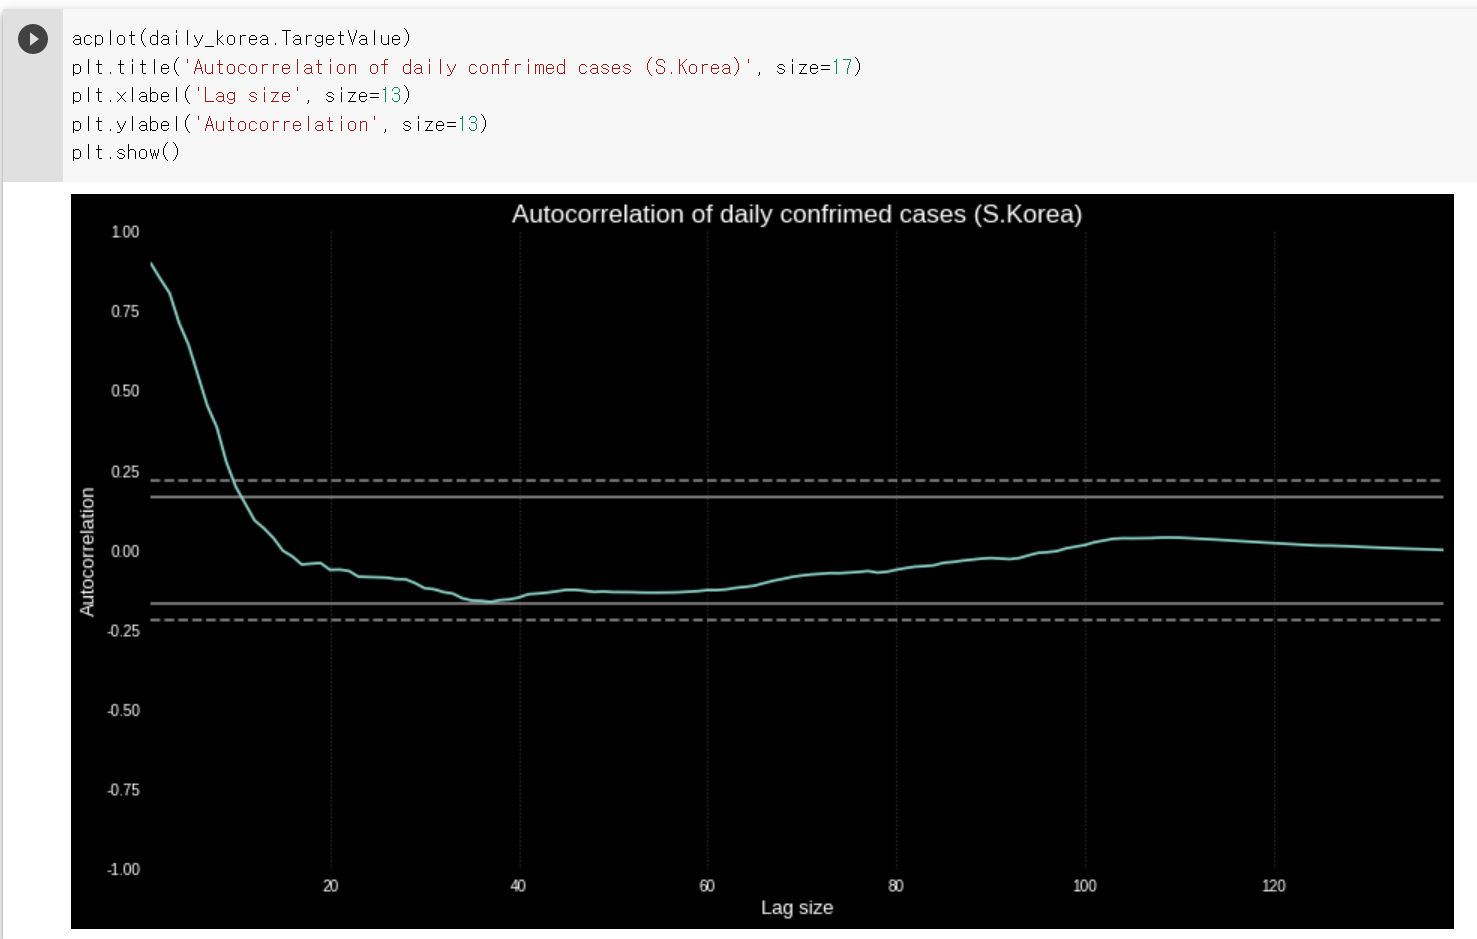 acplot(daily_korea.TargetValue)
plt.title('Autocorrelation of daily confrimed cases (S.Korea)', size=17)
plt.xlabel('Lag size', size=13)
plt.ylabel('Autocorrelation', size=13)
plt.show()
Autocorrelation of daily confrimed cases (S.Korea)
1.00
0.75
0.50
0.25
0.00
-0.25
-0.50
-0.75
-1.00
Autocorrelation
20 40 60 80 100 120
Lag size